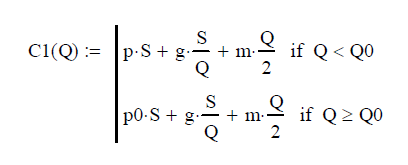 C1(Q) := p·S + g·S/Q + m·Q/2 if Q < Q0
p0·S + g·S/Q + m·Q/2 if Q ≥ Q0